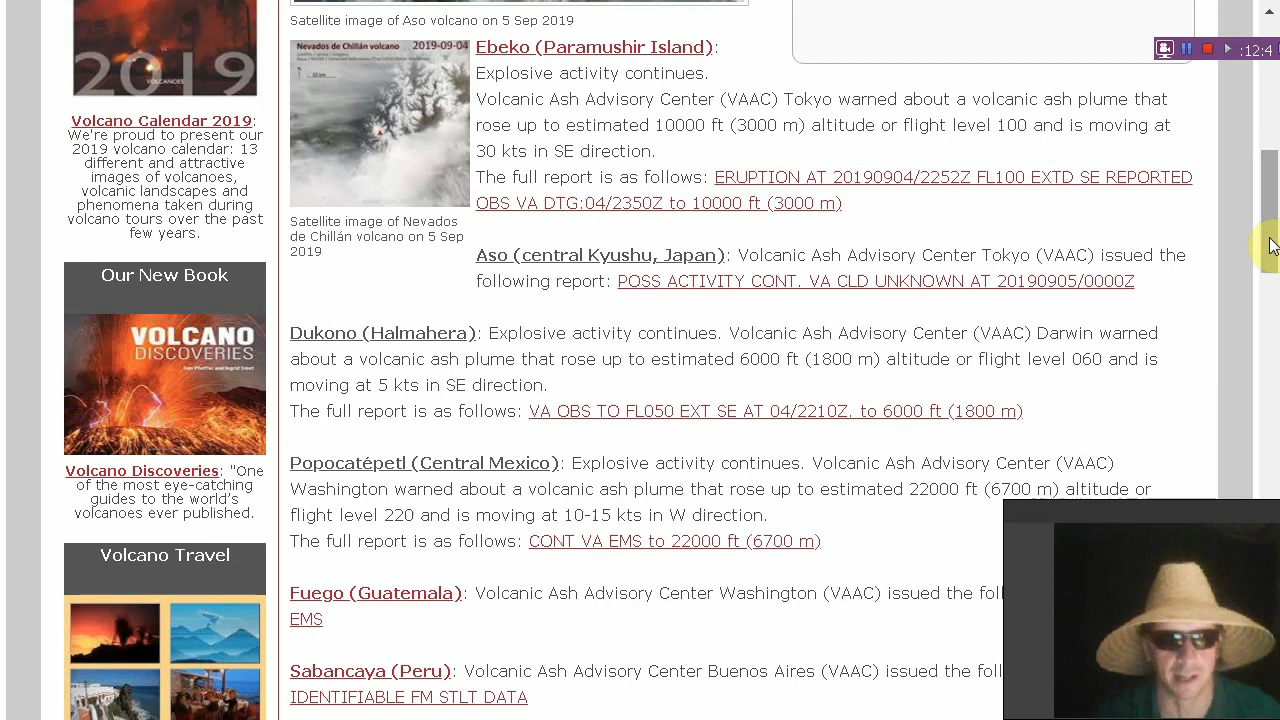 2019
VOLCANOES
Volcano Calendar 2019:
We're proud to present our
2019 volcano calendar: 13
different and attractive
images of volcanoes,
volcanic landscapes and
phenomena taken during
volcano tours over the past
few years.
Our New Book
VOLCANO
DISCOVERIES
Tom Pfeiffer and Ingrid Smet
Volcano Discoveries: "One
of the most eye-catching
guides to the world's
volcanoes ever published.
Volcano Travel
Satellite image of Aso volcano on 5 Sep 2019
Nevados de Chillán volcano 2019-09-04
Satellite image of Nevados
de Chillán volcano on 5 Sep
2019
Ebeko (Paramushir Island):
Explosive activity continues.
Volcanic Ash Advisory Center (VAAC) Tokyo warned about a volcanic ash plume that
rose up to estimated 10000 ft (3000 m) altitude or flight level 100 and is moving at
30 kts in SE direction.
The full report is as follows: ERUPTION AT 20190904/2252Z FL100 EXTD SE REPORTED
OBS VA DTG:04/2350Z to 10000 ft (3000 m)
Aso (central Kyushu, Japan): Volcanic Ash Advisory Center Tokyo (VAAC) issued the
following report: POSS ACTIVITY CONT. VA CLD UNKNOWN AT 20190905/0000Z
Dukono (Halmahera): Explosive activity continues. Volcanic Ash Advisory Center (VAAC) Darwin warned
about a volcanic ash plume that rose up to estimated 6000 ft (1800 m) altitude or flight level 060 and is
moving at 5 kts in SE direction.
The full report is as follows: VA OBS TO FL050 EXT SE AT 04/2210Z. to 6000 ft (1800 m)
Popocatépetl (Central Mexico): Explosive activity continues. Volcanic Ash Advisory Center (VAAC)
Washington warned about a volcanic ash plume that rose up to estimated 22000 ft (6700 m) altitude or
flight level 220 and is moving at 10-15 kts in W direction.
The full report is as follows: CONT VA EMS to 22000 ft (6700 m)
Fuego (Guatemala): Volcanic Ash Advisory Center Washington (VAAC) issued the foll
EMS
Sabancaya (Peru): Volcanic Ash Advisory Center Buenos Aires (VAAC) issued the foll
IDENTIFIABLE FM STLT DATA
:12:4